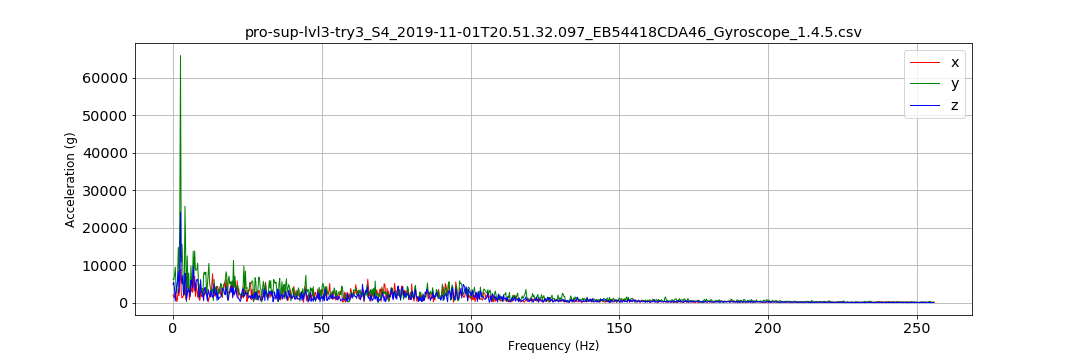 pro-sup-lvl3-try3_S4_2019-11-01T20.51.32.097_EB54418CDA46_Gyroscope_1.4.5.csv
x
y
z
Acceleration (g)
60000
50000
40000
30000
20000
10000
0
0
50
100
150
200
250
Frequency (Hz)